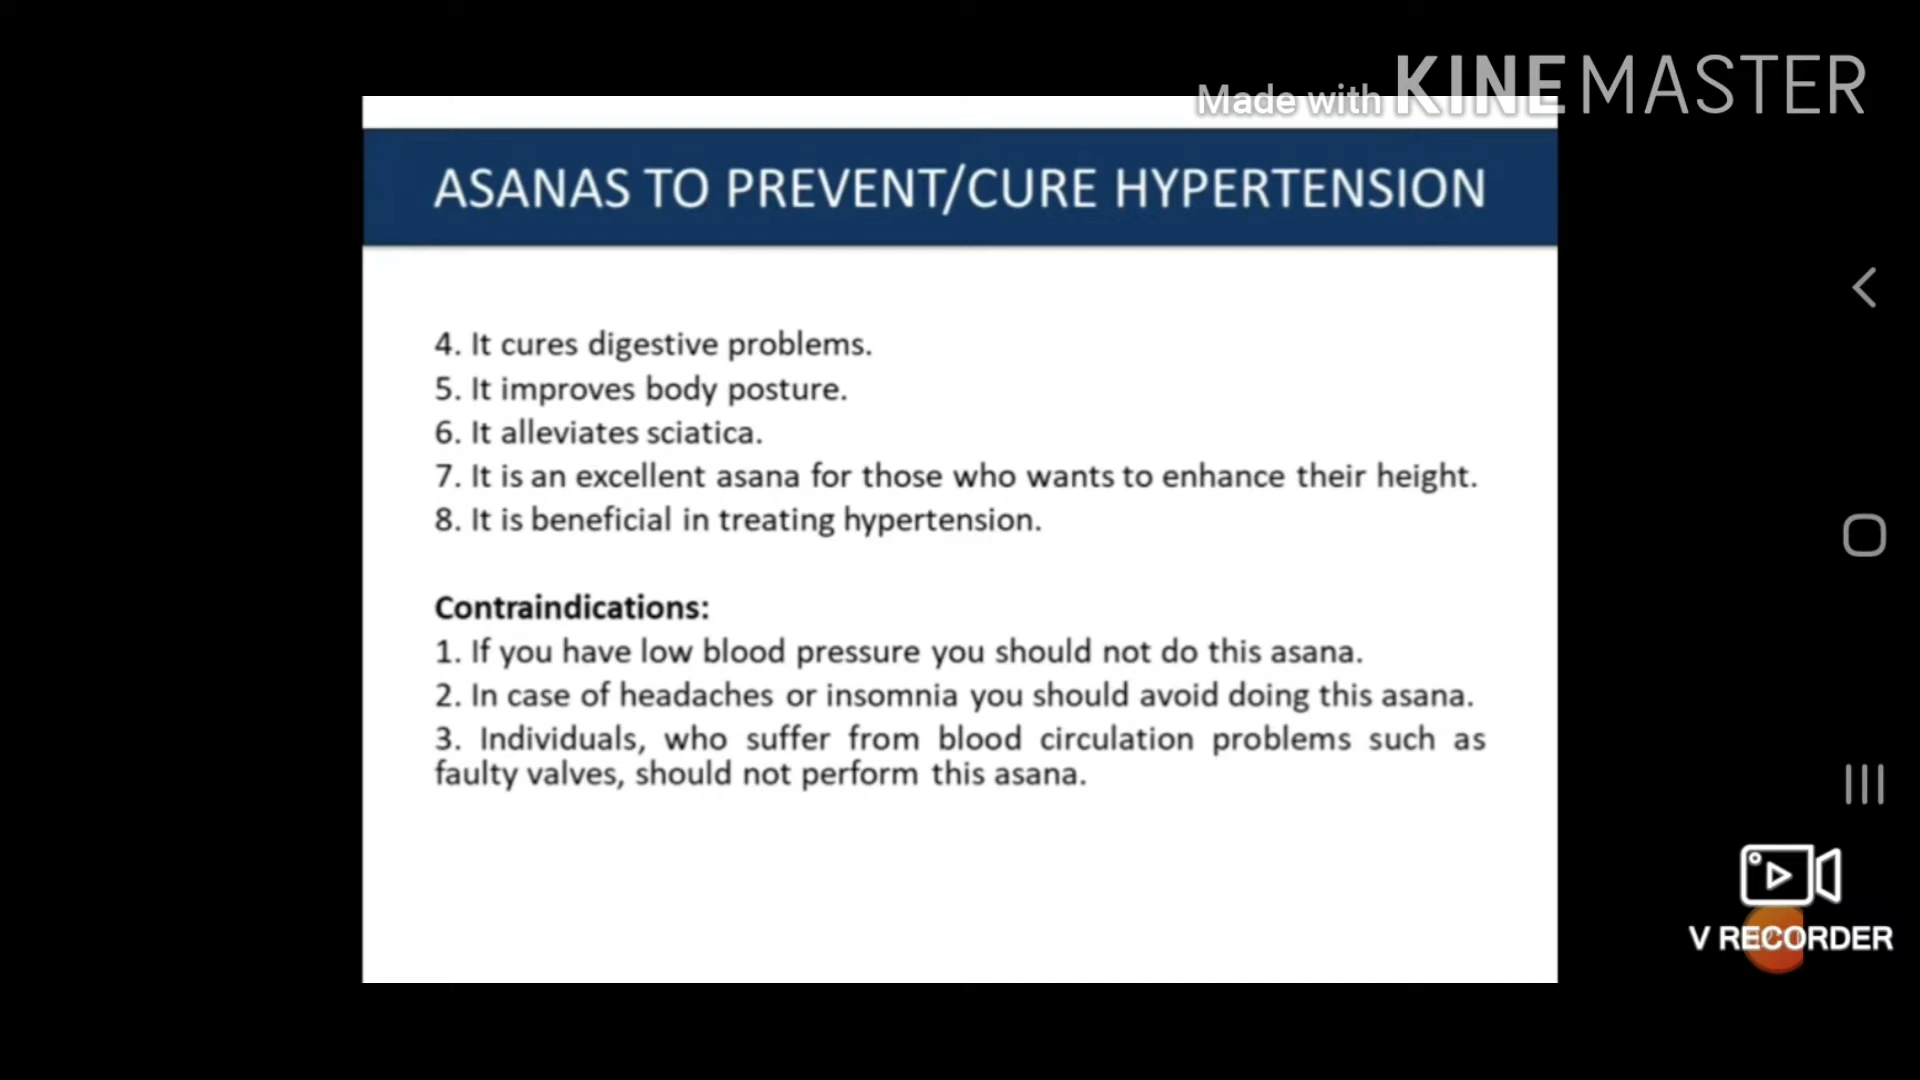 Made with KINEMASTER
ASANAS TO PREVENT/CURE HYPERTENSION
4. It cures digestive problems.
5. It improves body posture.
6. It alleviates sciatica.
7. It is an excellent asana for those who wants to enhance their height.
8. It is beneficial in treating hypertension.
Contraindications:
1. If you have low blood pressure you should not do this asana.
2. In case of headaches or insomnia you should avoid doing this asana.
3. Individuals, who suffer from blood circulation problems such as
faulty valves, should not perform this asana.
V RECORDER